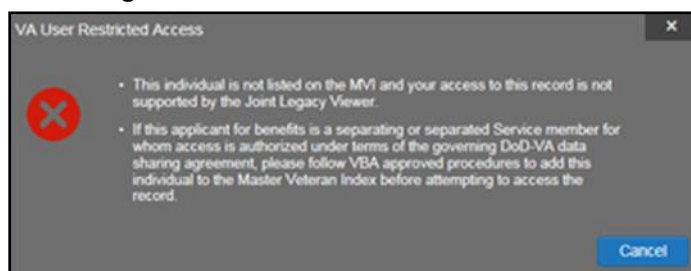 VA User Restricted Access x
• This individual is not listed on the MVI and your access to this record is not
supported by the Joint Legacy Viewer.
• If this applicant for benefits is a separating or separated Service member for
whom access is authorized under terms of the governing DoD-VA data
sharing agreement, please follow VBA approved procedures to add this
individual to the Master Veteran Index before attempting to access the
record.
Cancel